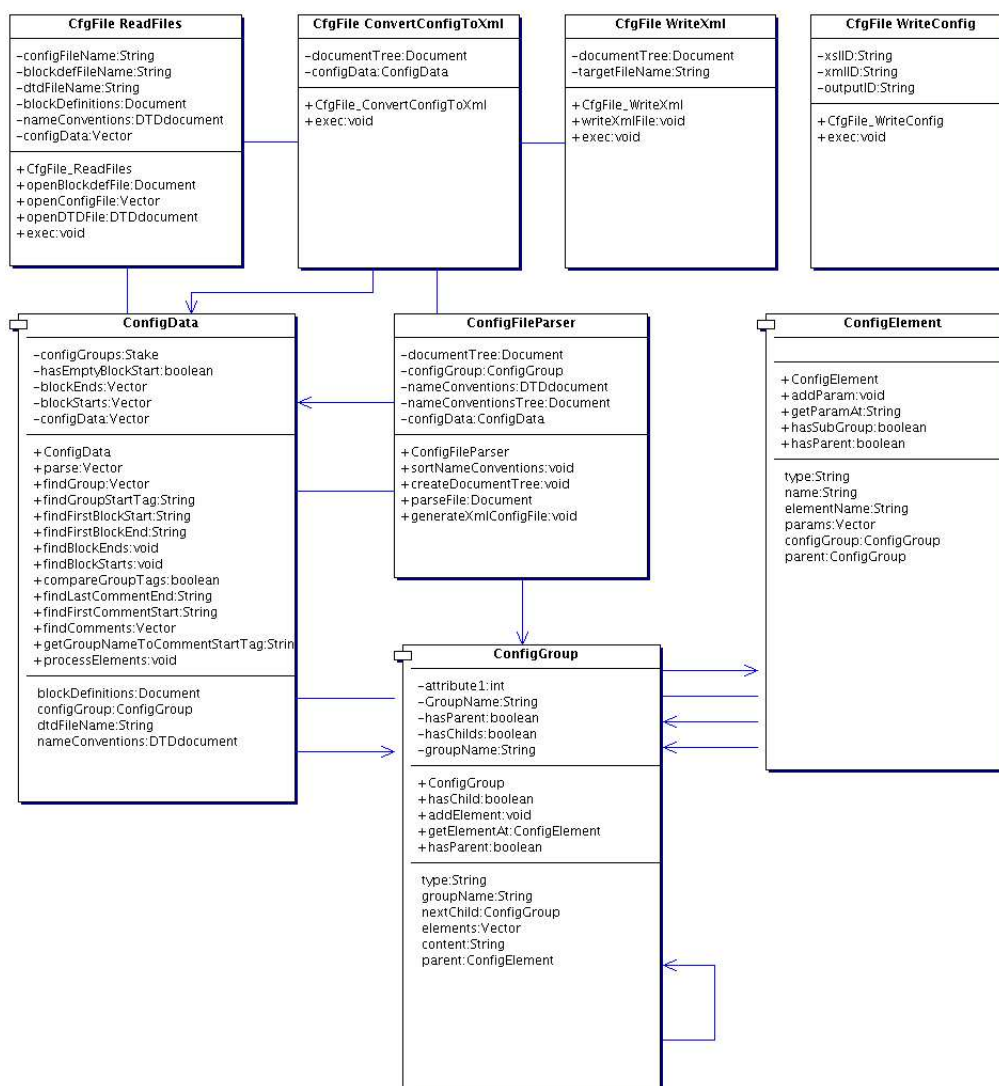 CfgFile ReadFiles
-configFileName:String
-blockdefFileName:String
-dtdFileName:String
-blockDefinitions:Document
-nameConventions:DTDdocument
-configData:Vector
+CfgFile_ReadFiles
+openBlockdefFile:Document
+openConfigFile:Vector
+openDTDFile:DTDdocument
+exec:void
CfgFile ConvertConfigToXml
-documentTree:Document
-configData:ConfigData
+CfgFile_ConvertConfigToXml
+exec:void
CfgFile WriteXml
-documentTree:Document
-targetFileName:String
+CfgFile_WriteXml
+writeXmlFile:void
+exec:void
CfgFile WriteConfig
-xslID:String
-xmlID:String
-outputID:String
+CfgFile_WriteConfig
+exec:void
ConfigData
-configGroups:Stake
-hasEmptyBlockStart:boolean
-blockEnds:Vector
-blockStarts:Vector
-configData:Vector
+ConfigData
+parse:Vector
+findGroup:Vector
+findGroupStartTag:String
+findFirstBlockStart:String
+findFirstBlockEnd:String
+findBlockEnds:void
+findBlockStarts:void
+compareGroupTags:boolean
+findLastCommentEnd:String
+findFirstCommentStart:String
+findComments:Vector
+getGroupNameToCommentStartTag:Strin
+processElements:void
blockDefinitions:Document
configGroup:ConfigGroup
dtdFileName:String
nameConventions:DTDdocument
ConfigFileParser
-documentTree:Document
-configGroup:ConfigGroup
-nameConventions:DTDdocument
-nameConventionsTree:Document
-configData:ConfigData
+ConfigFileParser
+sortNameConventions:void
+createDocumentTree:void
+parseFile:Document
+generateXmlConfigFile:void
ConfigElement
+ConfigElement
+addParam:void
+getParamAt:String
+hasSubGroup:boolean
+hasParent:boolean
type:String
name:String
elementName:String
params:Vector
configGroup:ConfigGroup
parent:ConfigGroup
ConfigGroup
-attribute1:int
-GroupName:String
-hasParent:boolean
-hasChilds:boolean
-groupName:String
+ConfigGroup
+hasChild:boolean
+addElement:void
+getElementAt:ConfigElement
+hasParent:boolean
type:String
groupName:String
nextChild:ConfigGroup
elements:Vector
content:String
parent:ConfigElement